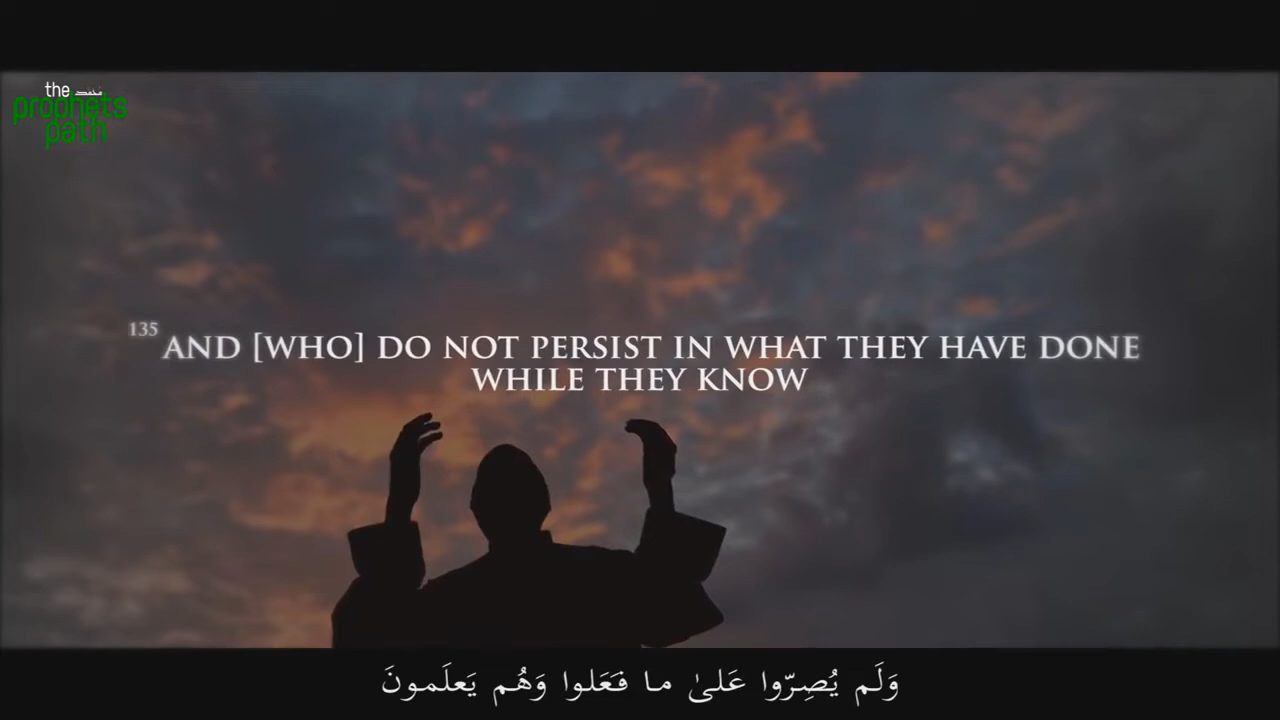 the محمد
prophets
path
135 AND [WHO] DO NOT PERSIST IN WHAT THEY HAVE DONE
WHILE THEY KNOW
وَلَم يُصِرّوا عَلىٰ ما فَعَلوا وَهُم يَعلَمونَ